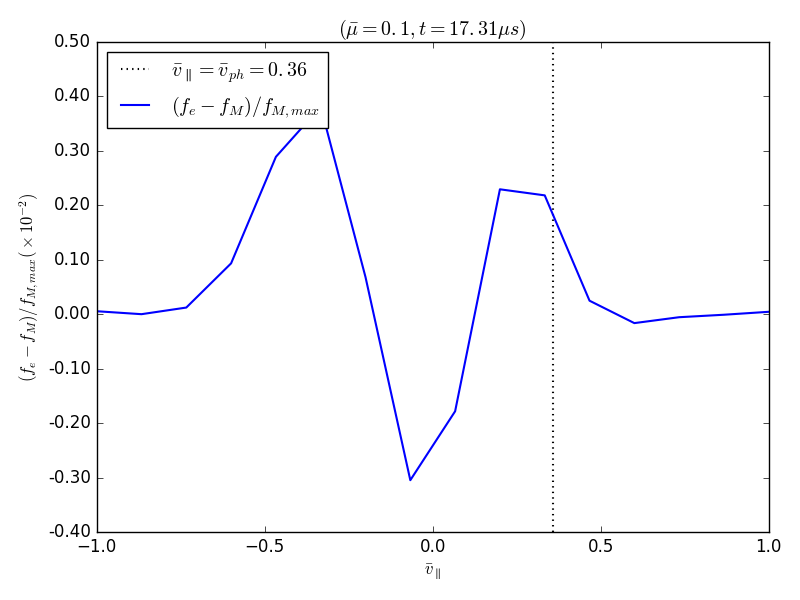 (μ̄ = 0.1, t = 17.31μs)
v̄∥ = v̄ph = 0.36
(fe − fM)/fM,max
0.50
0.40
0.30
0.20
0.10
0.00
-0.10
-0.20
-0.30
-0.40
(fe − fM)/fM,max(×10⁻²)
−1.0 −0.5 0.0 0.5 1.0
v̄∥